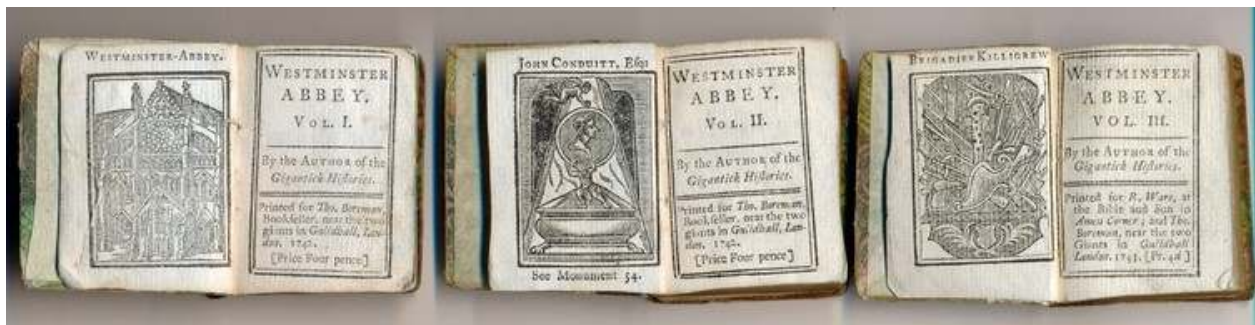 WESTMINSTER-ABBEY.
WESTMINSTER
ABBEY.
VOL. I.
By the AUTHOR of the
Gigantick Histories.
Printed for Tho. Boreman,
Bookseller, near the two
giants in Guildhall, Lon-
don. 1742.
[Price Four pence]
JOHN CONDUITT, Esq;
See Monument 54.
WESTMINSTER
ABBEY.
VOL. II.
By the AUTHOR of the
Gigantick Histories.
Printed for Tho. Boreman,
Bookseller, near the two
giants in Guildhall, Lon-
don. 1742.
[Price Four pence]
BRIGADIER KILLIGREW
WESTMINSTER
ABBEY.
VOL. III.
By the AUTHOR of the
Gigantick Histories.
Printed for R. Ware, at
the Bible and Sun in
Amen Corner; and Tho.
Boreman, near the two
Giants in Guildhall
London. 1743. [Pr. 4d]